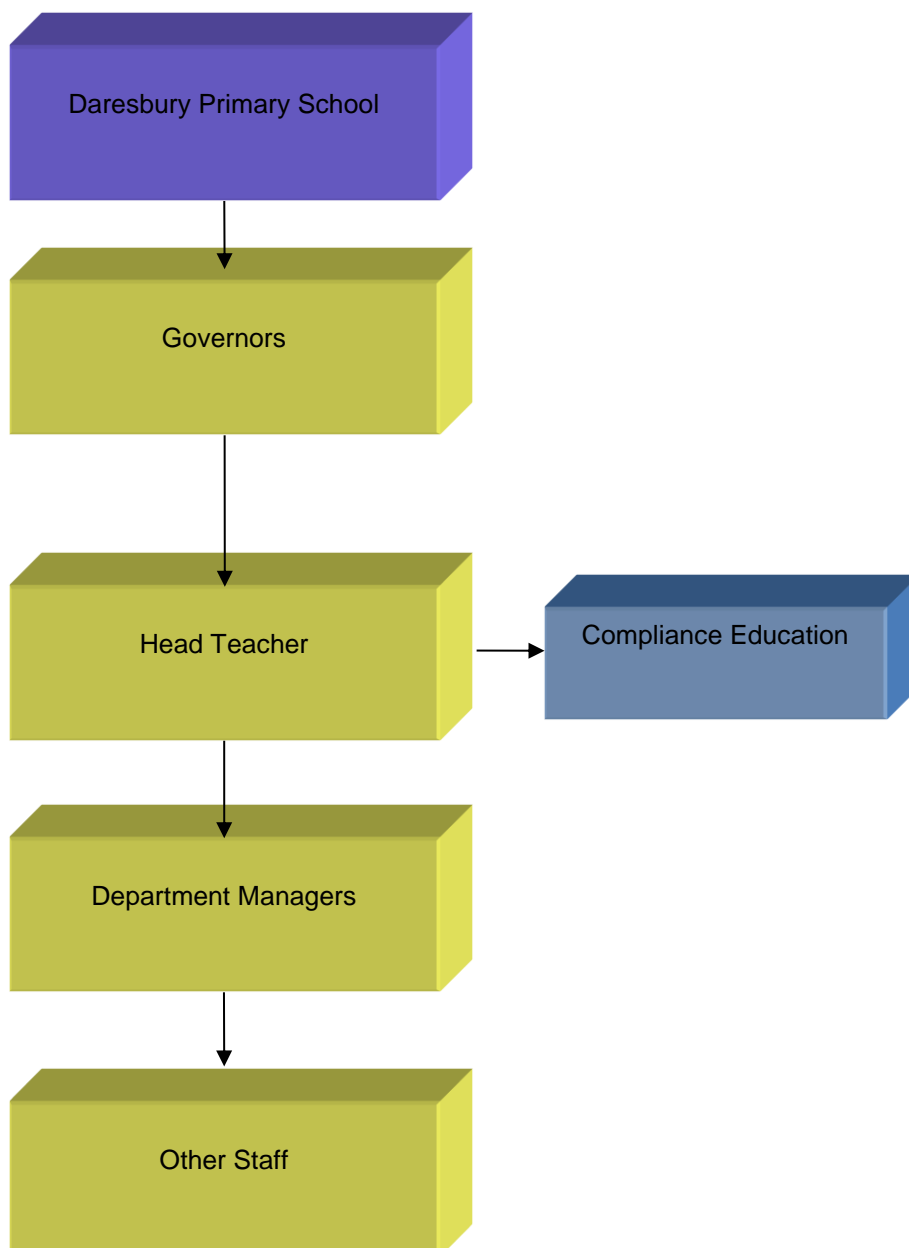 Daresbury Primary School
Governors
Head Teacher
Compliance Education
Department Managers
Other Staff